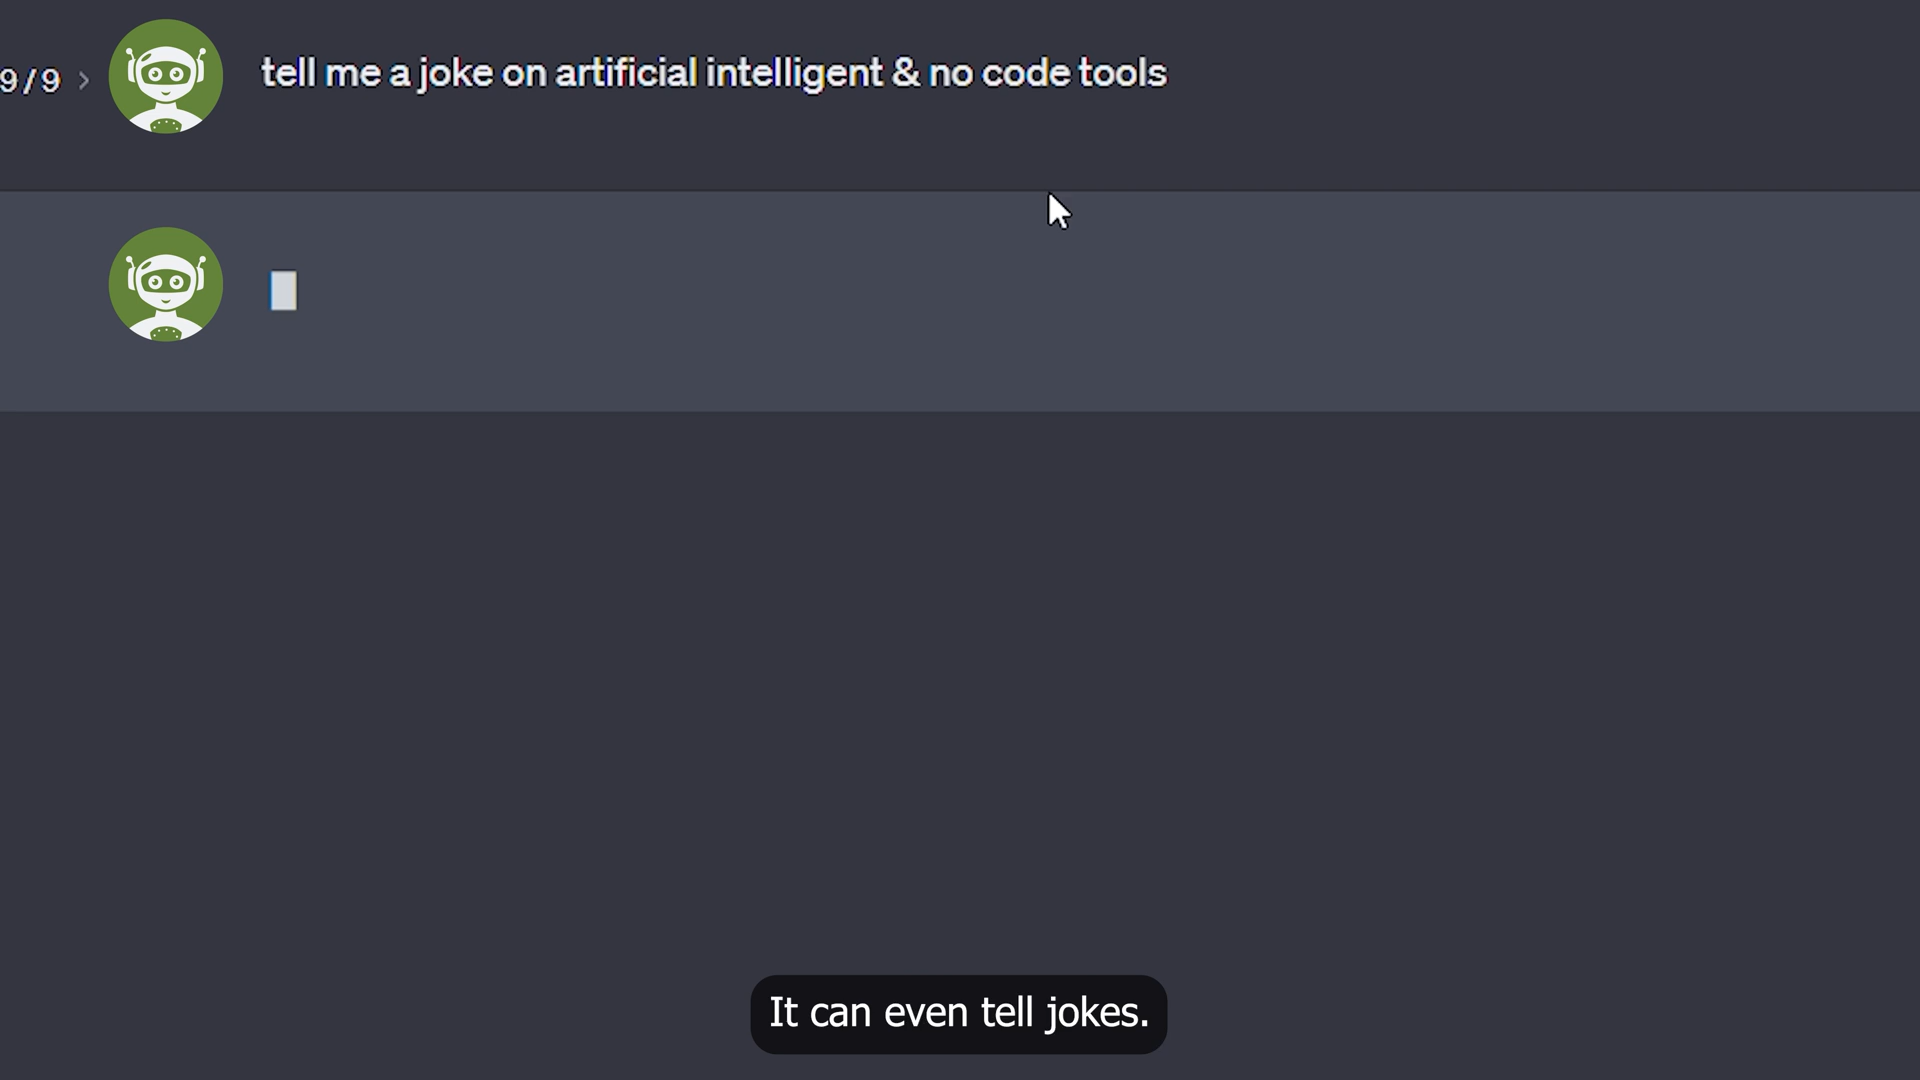 9/9 >
tell me a joke on artificial intelligent & no code tools
It can even tell jokes.